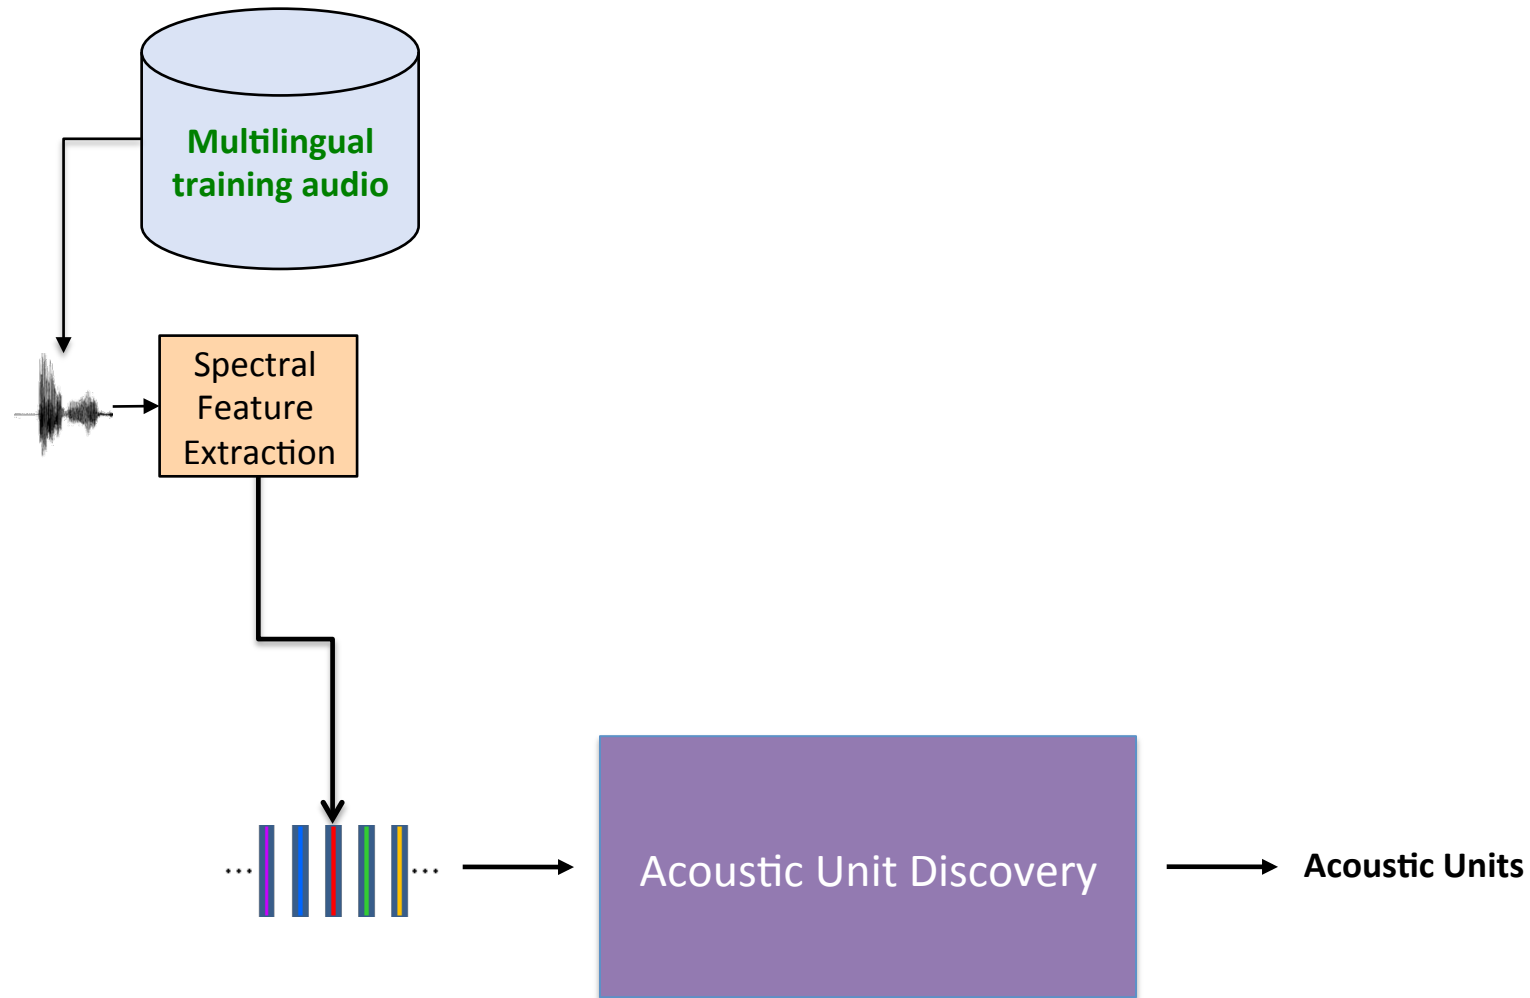 Multilingual
training audio
Spectral
Feature
Extraction
... ...
Acoustic Unit Discovery
Acoustic Units